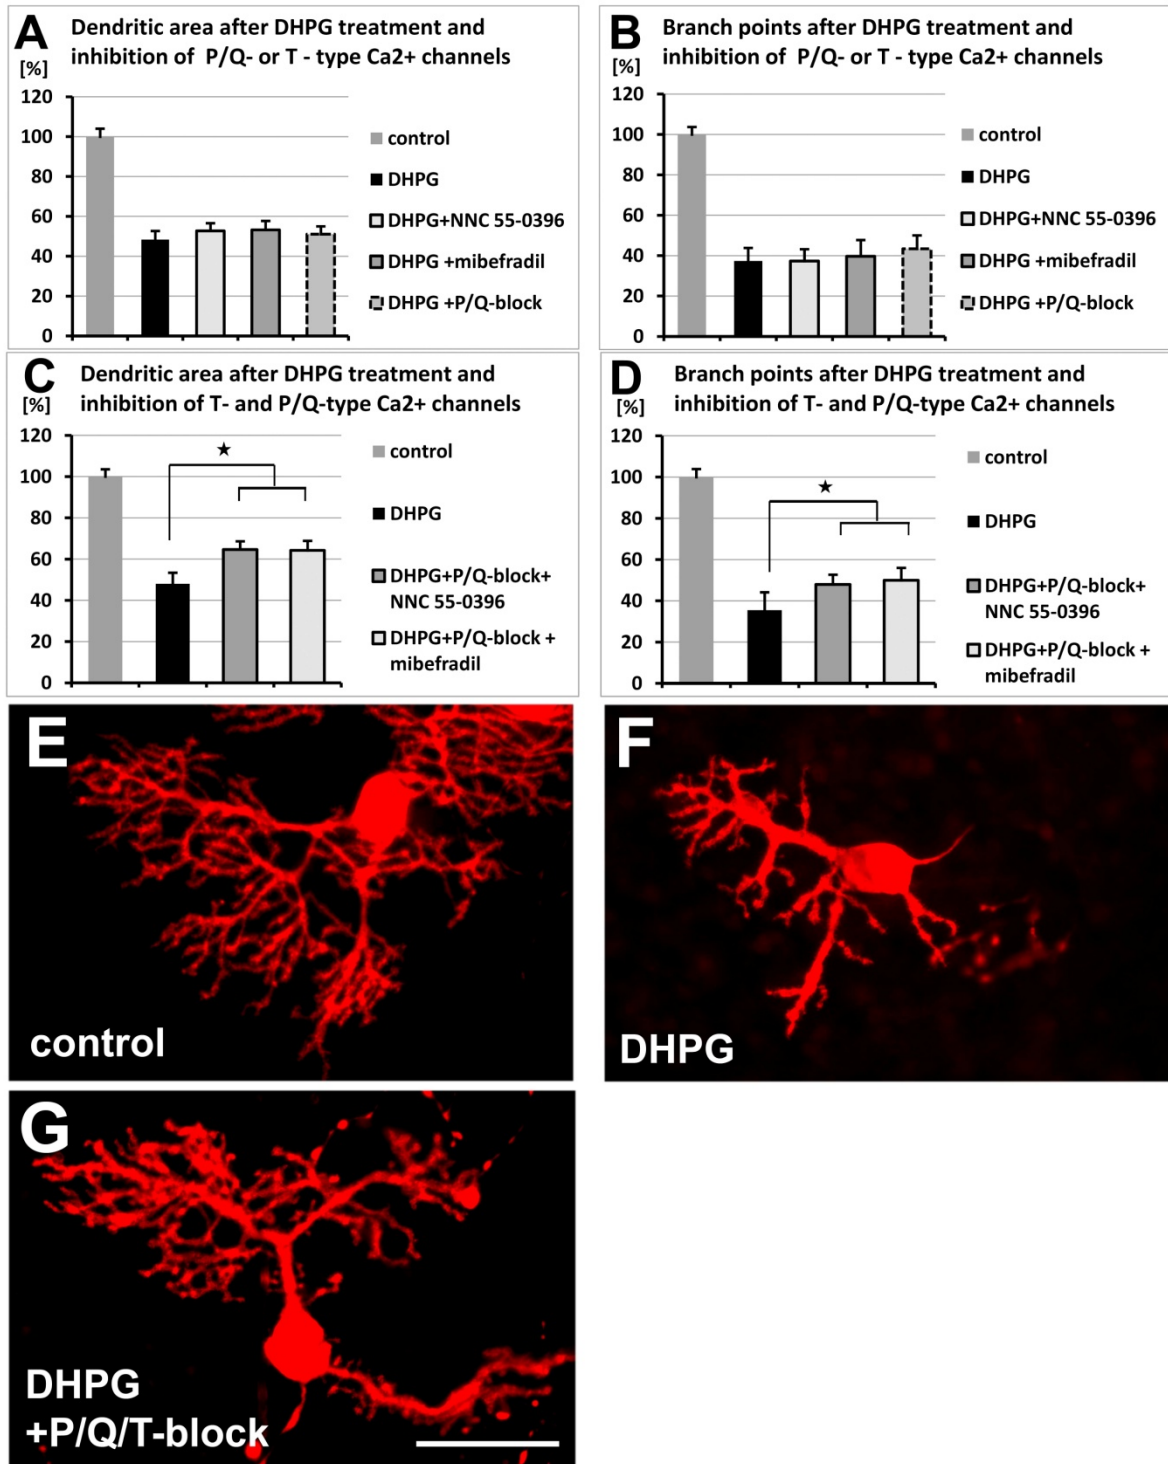 A Dendritic area after DHPG treatment and
inhibition of P/Q- or T - type Ca2+ channels
[%]
120
100
80
60
40
20
0
control
DHPG
DHPG+NNC 55-0396
DHPG +mibefradil
DHPG +P/Q-block
B Branch points after DHPG treatment and
inhibition of P/Q- or T - type Ca2+ channels
[%]
120
100
80
60
40
20
0
control
DHPG
DHPG+NNC 55-0396
DHPG +mibefradil
DHPG +P/Q-block
C Dendritic area after DHPG treatment and
inhibition of T- and P/Q-type Ca2+ channels
[%]
120
100
80
60
40
20
0
★
control
DHPG
DHPG+P/Q-block+
NNC 55-0396
DHPG+P/Q-block +
mibefradil
D Branch points after DHPG treatment and
inhibition of T- and P/Q-type Ca2+ channels
[%]
120
100
80
60
40
20
0
★
control
DHPG
DHPG+P/Q-block+
NNC 55-0396
DHPG+P/Q-block +
mibefradil
E
control
F
DHPG
G
DHPG
+P/Q/T-block